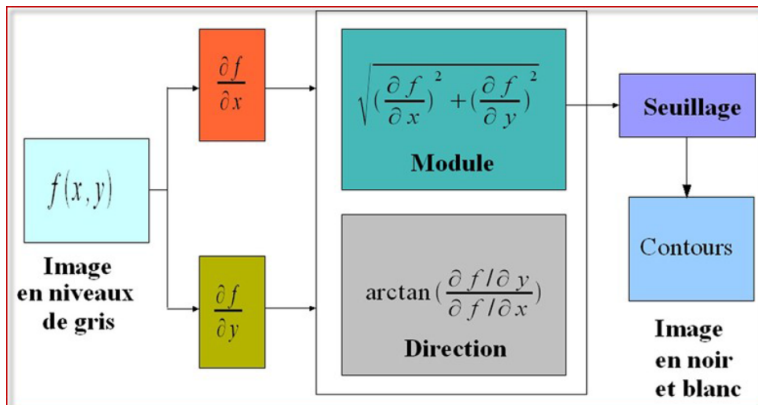 f(x,y)
Image
en niveaux
de gris
∂f/∂x
∂f/∂y
√((∂f/∂x)² + (∂f/∂y)²)
Module
arctan(∂f/∂y / ∂f/∂x)
Direction
Seuillage
Contours
Image
en noir
et blanc